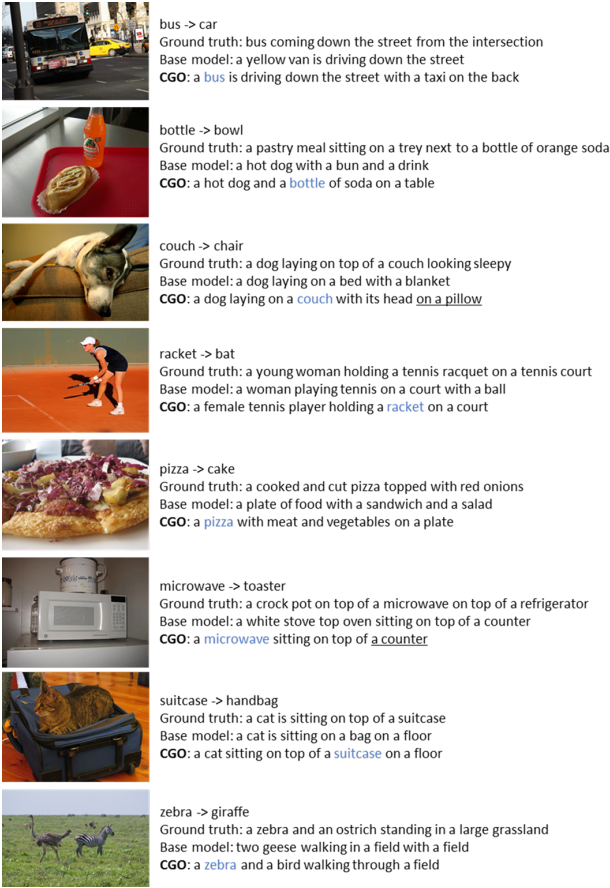 bus -> car
Ground truth: bus coming down the street from the intersection
Base model: a yellow van is driving down the street
CGO: a bus is driving down the street with a taxi on the back
bottle -> bowl
Ground truth: a pastry meal sitting on a trey next to a bottle of orange soda
Base model: a hot dog with a bun and a drink
CGO: a hot dog and a bottle of soda on a table
couch -> chair
Ground truth: a dog laying on top of a couch looking sleepy
Base model: a dog laying on a bed with a blanket
CGO: a dog laying on a couch with its head on a pillow
racket -> bat
Ground truth: a young woman holding a tennis racquet on a tennis court
Base model: a woman playing tennis on a court with a ball
CGO: a female tennis player holding a racket on a court
pizza -> cake
Ground truth: a cooked and cut pizza topped with red onions
Base model: a plate of food with a sandwich and a salad
CGO: a pizza with meat and vegetables on a plate
microwave -> toaster
Ground truth: a crock pot on top of a microwave on top of a refrigerator
Base model: a white stove top oven sitting on top of a counter
CGO: a microwave sitting on top of a counter
suitcase -> handbag
Ground truth: a cat is sitting on top of a suitcase
Base model: a cat is sitting on a bag on a floor
CGO: a cat sitting on top of a suitcase on a floor
zebra -> giraffe
Ground truth: a zebra and an ostrich standing in a large grassland
Base model: two geese walking in a field with a field
CGO: a zebra and a bird walking through a field